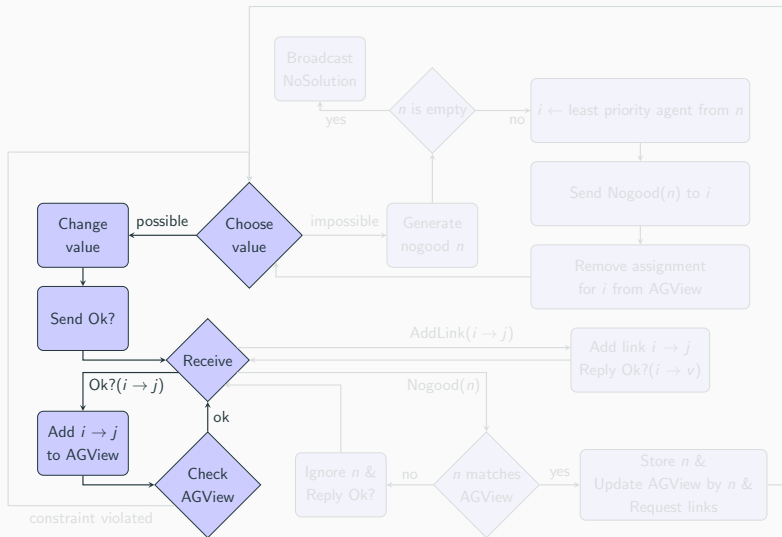 Broadcast
NoSolution
n is empty
yes
no
i ← least priority agent from n
Send Nogood(n) to i
Remove assignment
for i from AGView
Change
value
possible
Choose
value
impossible
Generate
nogood n
Send Ok?
Receive
AddLink(i → j)
Add link i → j
Reply Ok?(i → v)
Ok?(i → j)
Nogood(n)
ok
Add i → j
to AGView
Check
AGView
constraint violated
Ignore n &
Reply Ok?
no
n matches
AGView
yes
Store n &
Update AGView by n &
Request links